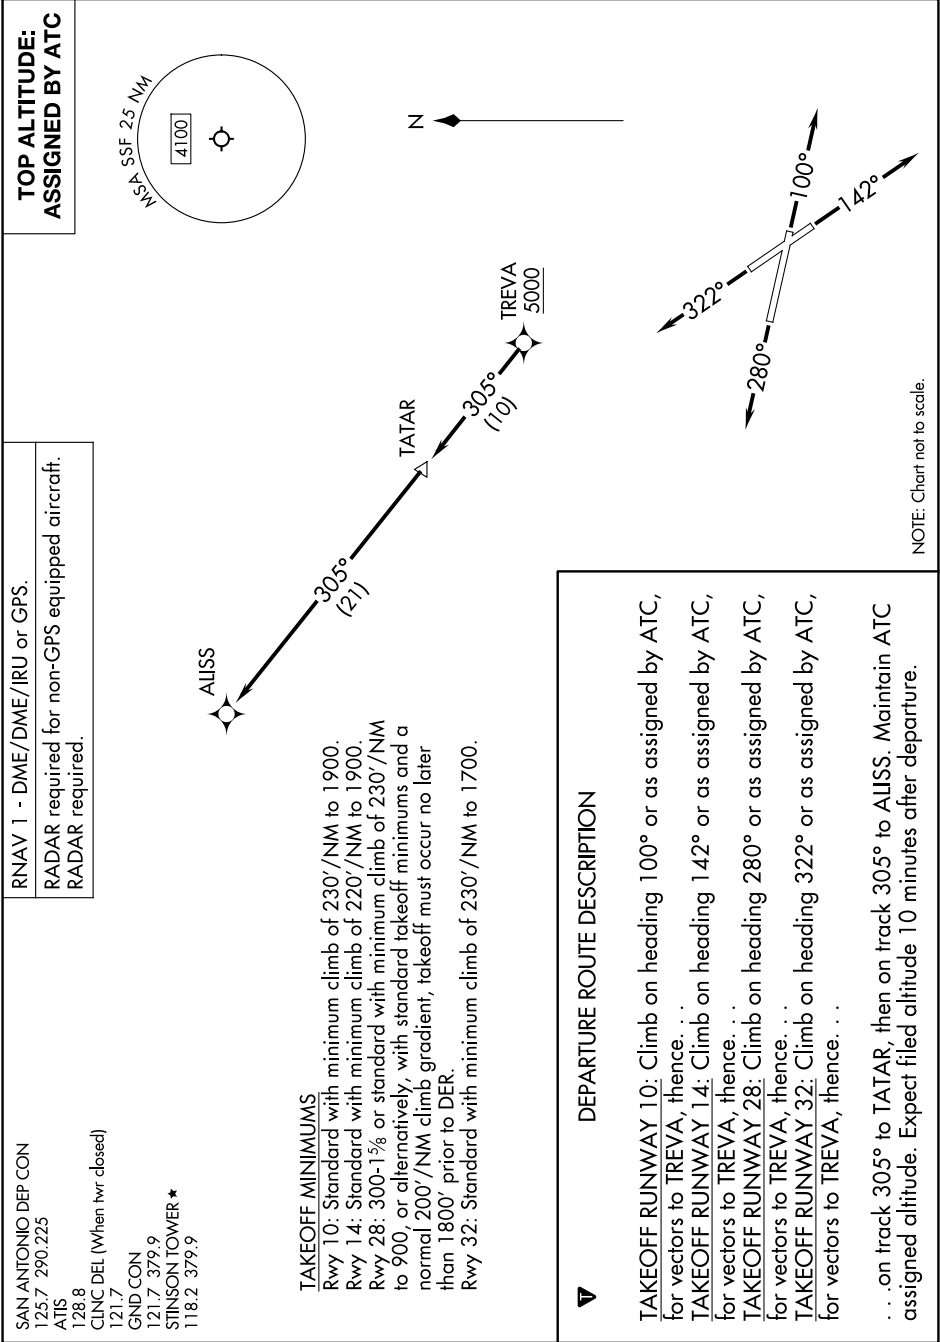 TOP ALTITUDE:
ASSIGNED BY ATC
RNAV 1 - DME/DME/IRU or GPS.
RADAR required for non-GPS equipped aircraft.
RADAR required.
SAN ANTONIO DEP CON
125.7 290.225
ATIS
128.8
CLNC DEL (When twr closed)
121.7
GND CON
121.7 379.9
STINSON TOWER ★
118.2 379.9
MSA SSF 25 NM
4100
N
ALISS
305°
(21)
TATAR
305°
(10)
TREVA
5000
322°
100°
280°
142°
TAKEOFF MINIMUMS
Rwy 10: Standard with minimum climb of 230'/NM to 1900.
Rwy 14: Standard with minimum climb of 220'/NM to 1900.
Rwy 28: 300-1⅝ or standard with minimum climb of 230'/NM
to 900, or alternatively, with standard takeoff minimums and a
normal 200'/NM climb gradient, takeoff must occur no later
than 1800' prior to DER.
Rwy 32: Standard with minimum climb of 230'/NM to 1700.
NOTE: Chart not to scale.
T
DEPARTURE ROUTE DESCRIPTION
TAKEOFF RUNWAY 10: Climb on heading 100° or as assigned by ATC,
for vectors to TREVA, thence. . .
TAKEOFF RUNWAY 14: Climb on heading 142° or as assigned by ATC,
for vectors to TREVA, thence. . .
TAKEOFF RUNWAY 28: Climb on heading 280° or as assigned by ATC,
for vectors to TREVA, thence. . .
TAKEOFF RUNWAY 32: Climb on heading 322° or as assigned by ATC,
for vectors to TREVA, thence. . .
. . .on track 305° to TATAR, then on track 305° to ALISS. Maintain ATC
assigned altitude. Expect filed altitude 10 minutes after departure.